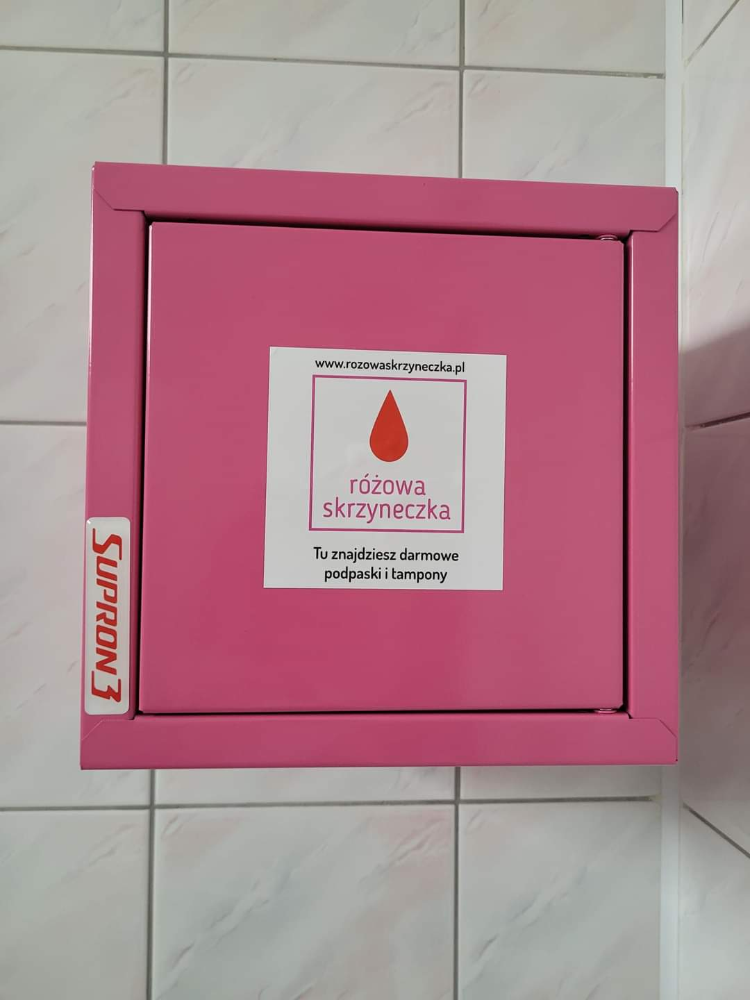 www.rozowaskrzyneczka.pl
różowa
skrzyneczka
Tu znajdziesz darmowe
podpaski i tampony
SUPRON 3